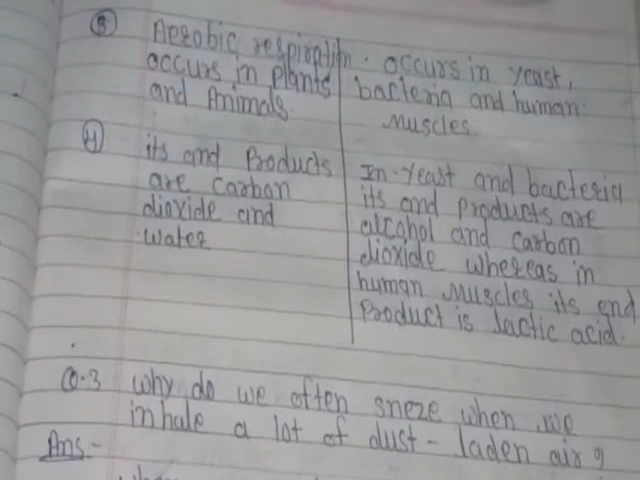 ③ Aerobic respiration
occurs in plants
and Animals.
occurs in yeast,
bacteria and human
muscles.
④ its and Products
are carbon
dioxide and
water
In-yeast and bacteria
its and products are
alcohol and carbon
dioxide whereas in
human muscles its end
Product is lactic acid.
Q.3 why do we often sneze when we
inhale a lot of dust-laden air?
Ans-